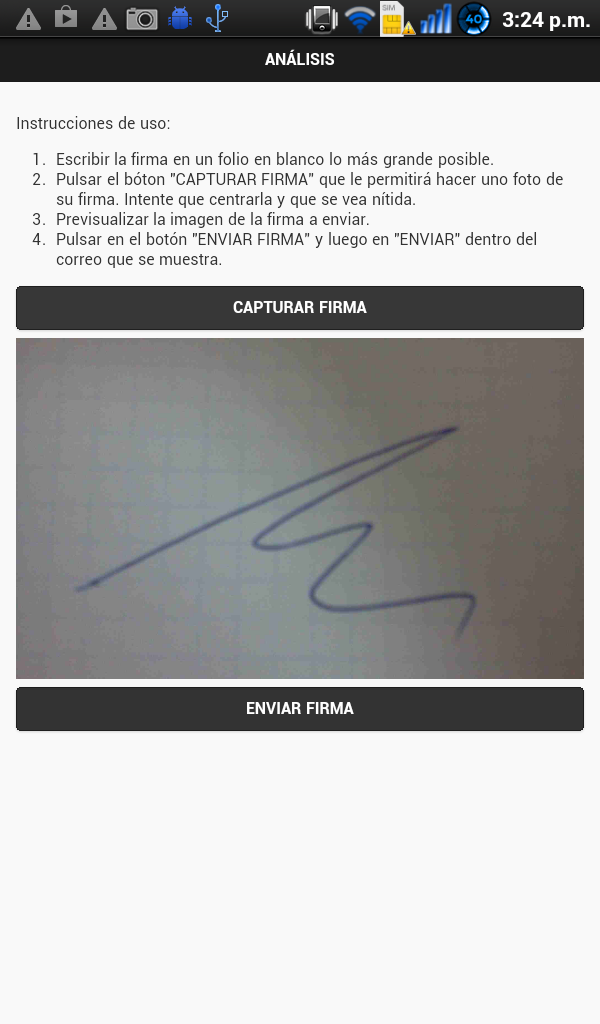 SIM
40
3:24 p.m.
ANÁLISIS
Instrucciones de uso:
1. Escribir la firma en un folio en blanco lo más grande posible.
2. Pulsar el bóton "CAPTURAR FIRMA" que le permitirá hacer uno foto de
su firma. Intente que centrarla y que se vea nítida.
3. Previsualizar la imagen de la firma a enviar.
4. Pulsar en el botón "ENVIAR FIRMA" y luego en "ENVIAR" dentro del
correo que se muestra.
CAPTURAR FIRMA
ENVIAR FIRMA